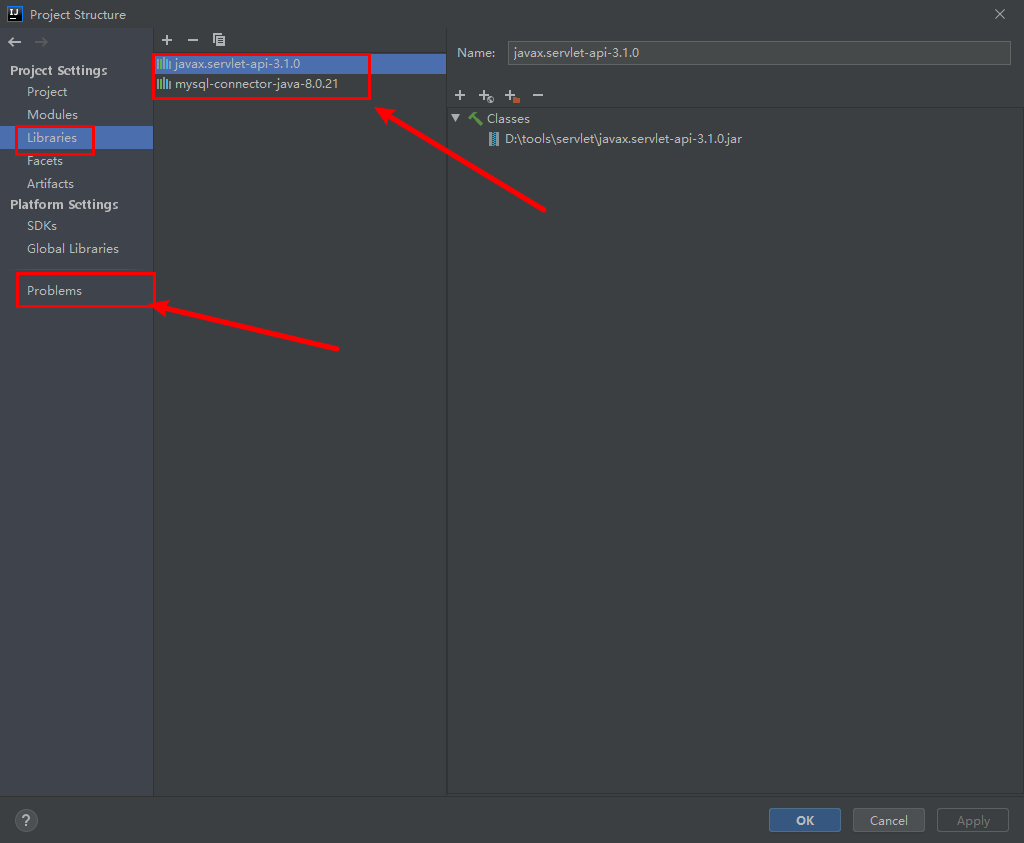 IJ Project Structure
Project Settings
Project
Modules
Libraries
Facets
Artifacts
Platform Settings
SDKs
Global Libraries
Problems
javax.servlet-api-3.1.0
mysql-connector-java-8.0.21
Name: javax.servlet-api-3.1.0
Classes
D:\tools\servlet\javax.servlet-api-3.1.0.jar
? OK Cancel Apply